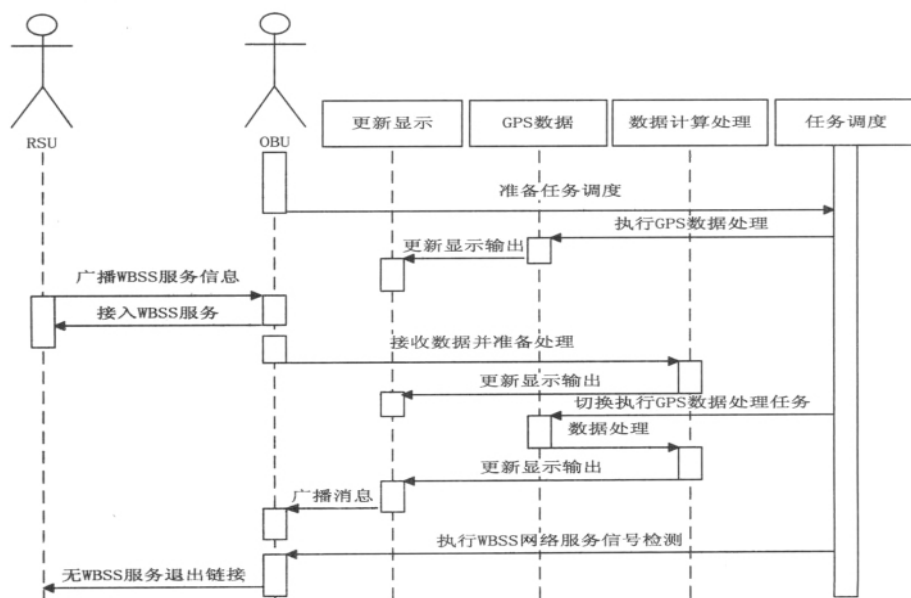 RSU
OBU
更新显示
GPS数据
数据计算处理
任务调度
准备任务调度
执行GPS数据处理
更新显示输出
广播WBSS服务信息
接入WBSS服务
接收数据并准备处理
更新显示输出
切换执行GPS数据处理任务
数据处理
更新显示输出
广播消息
执行WBSS网络服务信号检测
无WBSS服务退出链接